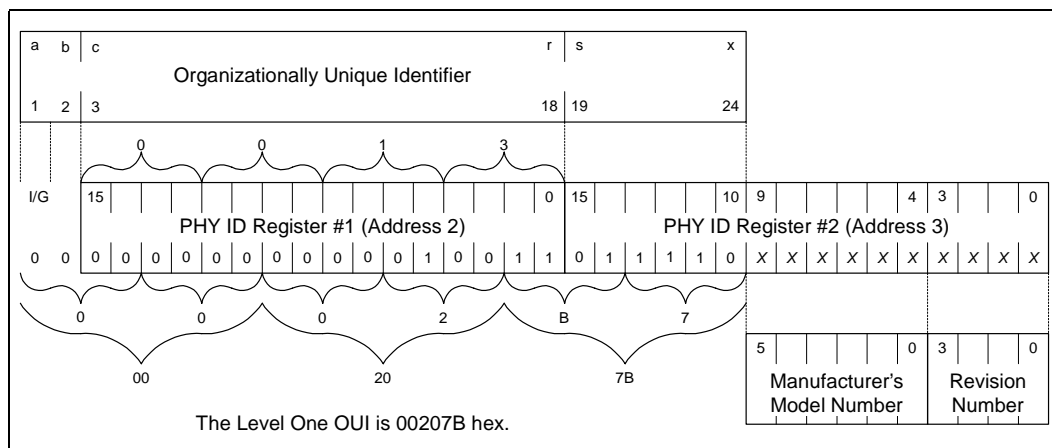 a b c r s x
Organizationally Unique Identifier
1 2 3 18 19 24
0 0 1 3
I/G 15 0 15 10 9 4 3 0
PHY ID Register #1 (Address 2) PHY ID Register #2 (Address 3)
0 0 0 0 0 0 0 0 0 0 0 0 0 1 0 0 1 1 0 1 1 1 1 0 X X X X X X X X X X
0 0 0 2 B 7
5 0 3 0
00 20 7B
Manufacturer's Revision
Model Number Number
The Level One OUI is 00207B hex.